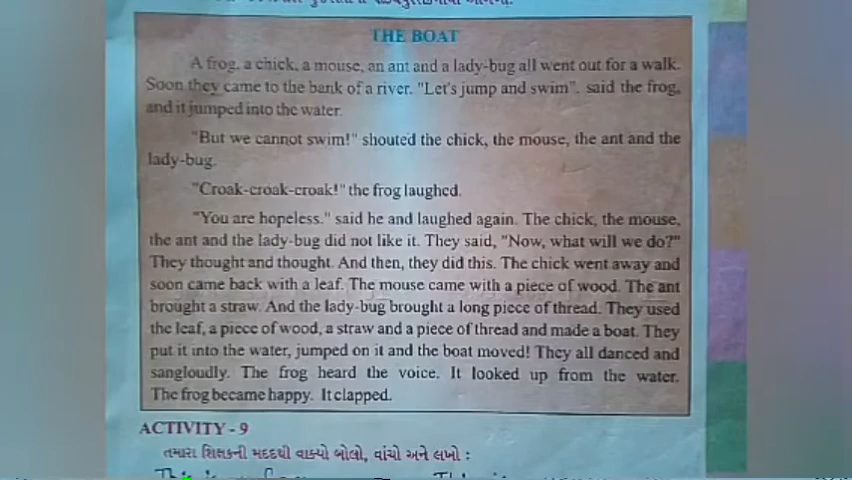 THE BOAT
A frog, a chick, a mouse, an ant and a lady-bug all went out for a walk.
Soon they came to the bank of a river. "Let's jump and swim", said the frog,
and it jumped into the water.
"But we cannot swim!" shouted the chick, the mouse, the ant and the
lady-bug.
"Croak-croak-croak!" the frog laughed.
"You are hopeless." said he and laughed again. The chick, the mouse,
the ant and the lady-bug did not like it. They said, "Now, what will we do?"
They thought and thought. And then, they did this. The chick went away and
soon came back with a leaf. The mouse came with a piece of wood. The ant
brought a straw. And the lady-bug brought a long piece of thread. They used
the leaf, a piece of wood, a straw and a piece of thread and made a boat. They
put it into the water, jumped on it and the boat moved! They all danced and
sangloudly. The frog heard the voice. It looked up from the water.
The frog became happy. It clapped.
ACTIVITY - 9
તમારા શિક્ષકની મદદથી વાક્યો બોલો, વાંચો અને લખો :